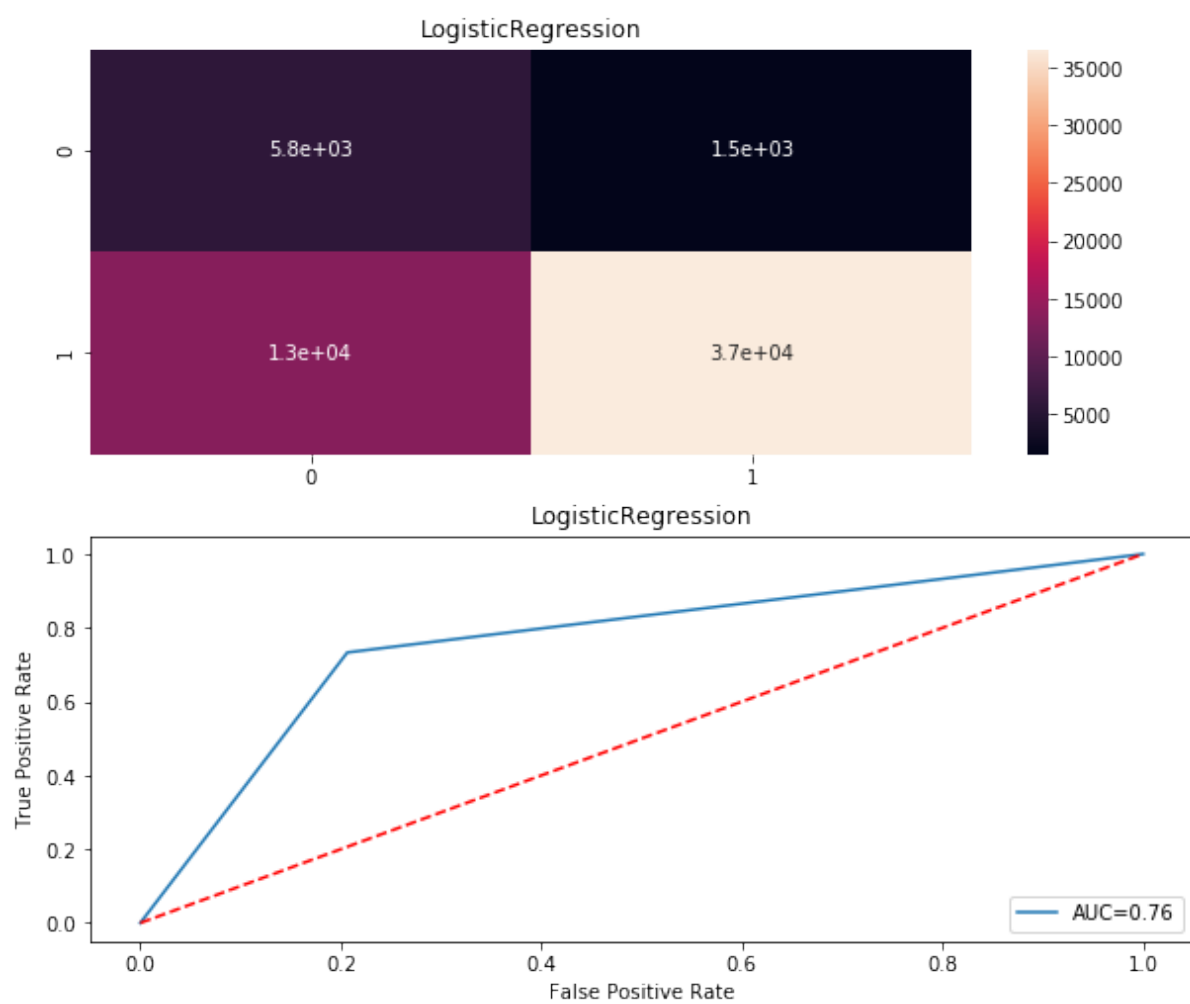 LogisticRegression
35000
0
5.8e+03
1.5e+03
30000
25000
20000
15000
1
1.3e+04
3.7e+04
10000
5000
0
1
LogisticRegression
1.0
0.8
0.6
0.4
0.2
0.0
True Positive Rate
AUC=0.76
0.0
0.2
0.4
0.6
0.8
1.0
False Positive Rate